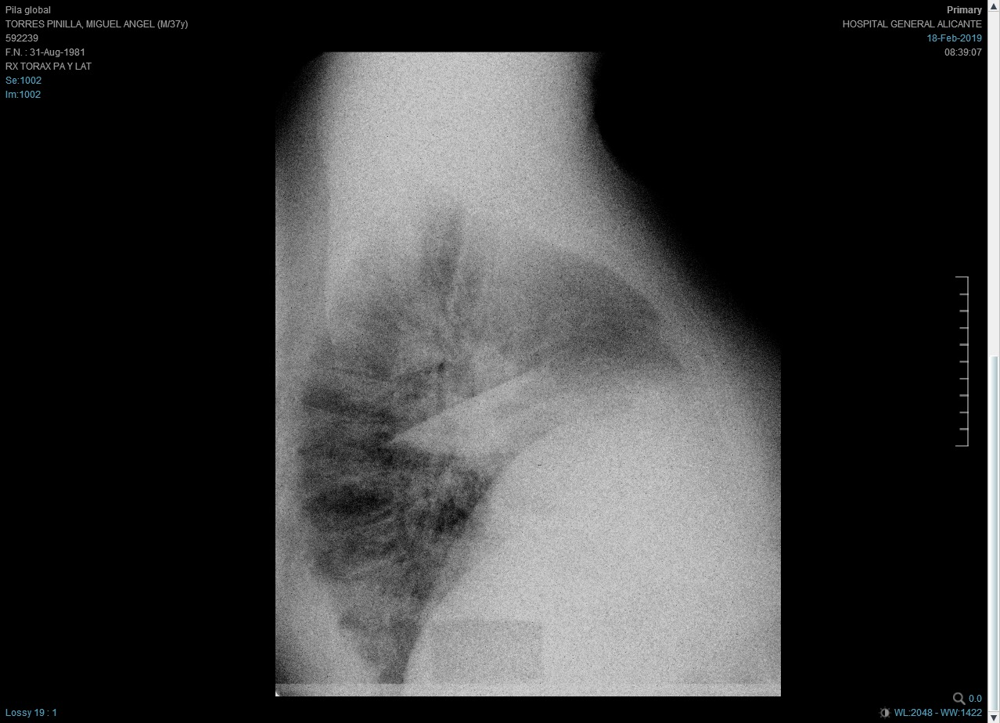 Pila global
TORRES PINILLA, MIGUEL ANGEL (M/37y)
592239
F.N. : 31-Aug-1981
RX TORAX PA Y LAT
Se:1002
Im:1002
Primary
HOSPITAL GENERAL ALICANTE
18-Feb-2019
08:39:07
0.0
Lossy 19 : 1
WL:2048 - WW:1422